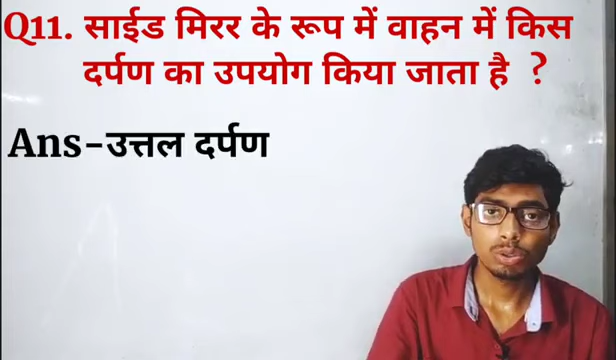 Q11. साईड मिरर के रूप में वाहन में किस
दर्पण का उपयोग किया जाता है ?
Ans-उत्तल दर्पण